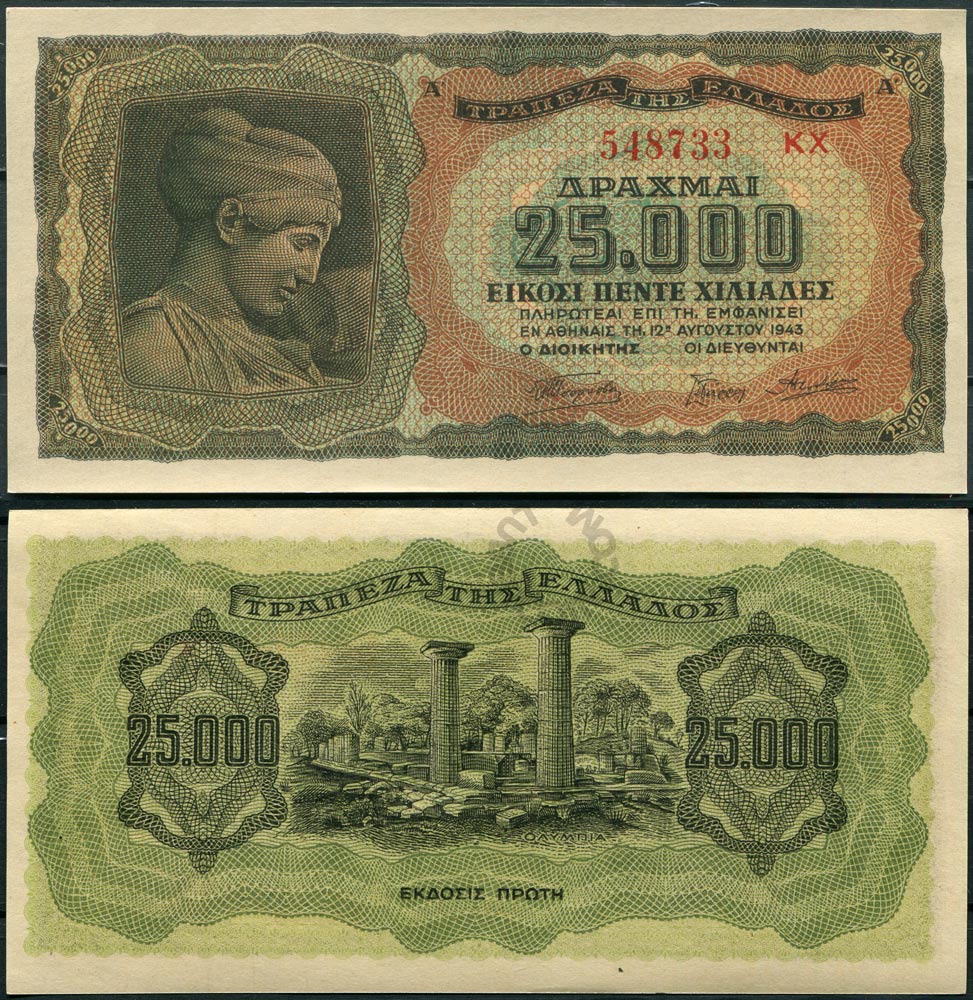 25.000 25.000
Α ΤΡΑΠΕΖΑ ΤΗΣ ΕΛΛΑΔΟΣ Α
548733 ΚΧ
ΔΡΑΧΜΑΙ
25.000
ΕΙΚΟΣΙ ΠΕΝΤΕ ΧΙΛΙΑΔΕΣ
ΠΛΗΡΩΤΕΑΙ ΕΠΙ ΤΗ, ΕΜΦΑΝΙΣΕΙ
ΕΝ ΑΘΗΝΑΙΣ ΤΗ, 12ῃ ΑΥΓΟΥΣΤΟΥ 1943
Ο ΔΙΟΙΚΗΤΗΣ ΟΙ ΔΙΕΥΘΥΝΤΑΙ
25.000 25.000
ΤΡΑΠΕΖΑ ΤΗΣ ΕΛΛΑΔΟΣ
25.000 25.000
ΟΛΥΜΠΙΑ
ΕΚΔΟΣΙΣ ΠΡΩΤΗ